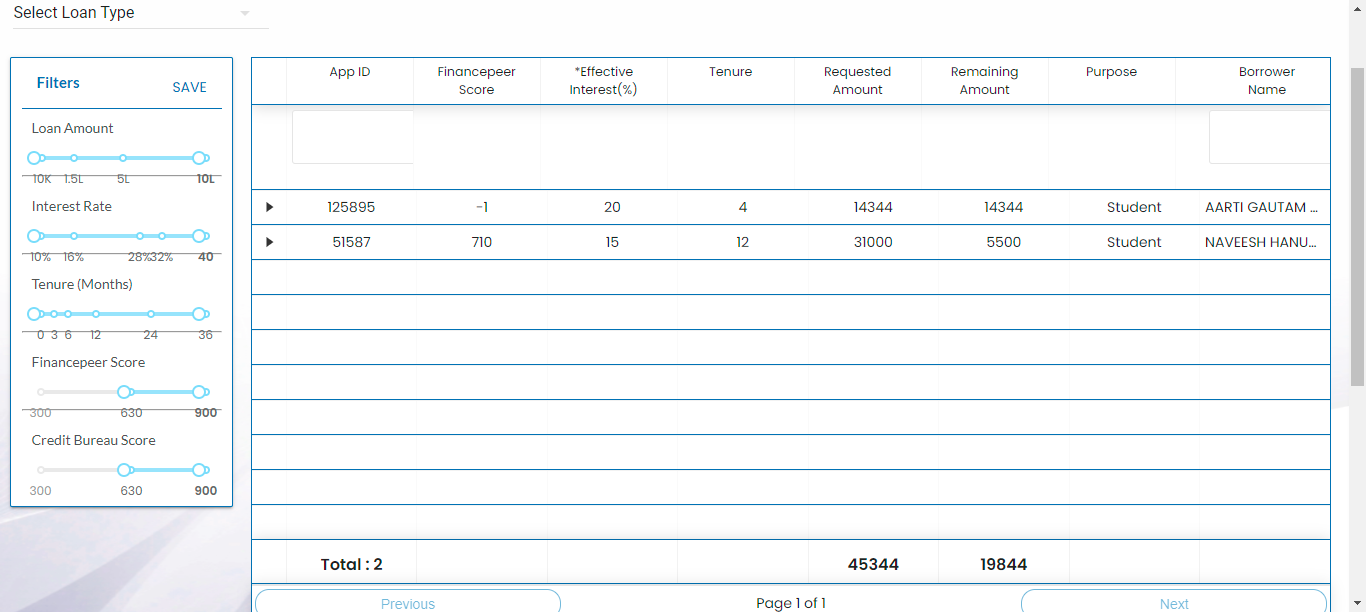 Select Loan Type
Filters
SAVE
Loan Amount
10K 1.5L 5L 10L
Interest Rate
10% 16% 28% 32% 40
Tenure (Months)
0 3 6 12 24 36
Financepeer Score
300 630 900
Credit Bureau Score
300 630 900
App ID
Financepeer
Score
*Effective
Interest(%)
Tenure
Requested
Amount
Remaining
Amount
Purpose
Borrower
Name
125895 -1 20 4 14344 14344 Student AARTI GAUTAM ...
51587 710 15 12 31000 5500 Student NAVEESH HANU...
Total : 2 45344 19844
Previous Page 1 of 1 Next